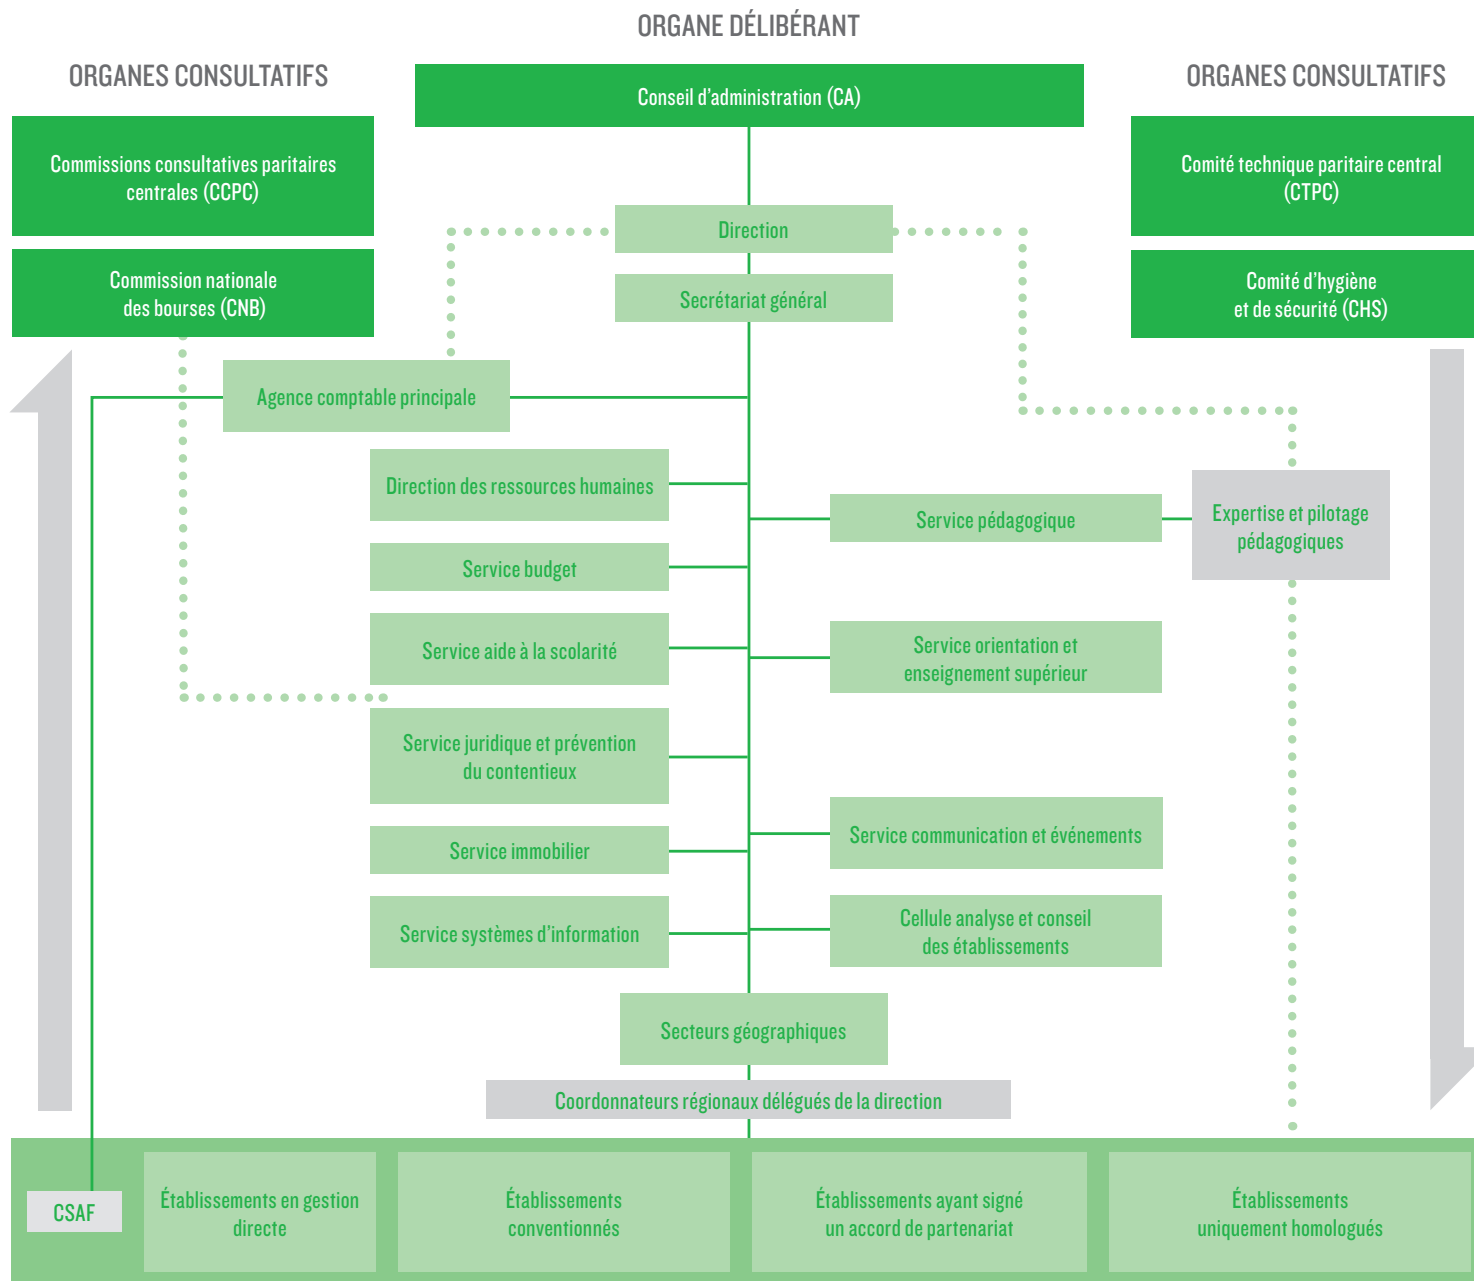 ORGANE DÉLIBÉRANT
ORGANES CONSULTATIFS
ORGANES CONSULTATIFS
Conseil d'administration (CA)
Commissions consultatives paritaires
centrales (CCPC)
Comité technique paritaire central
(CTPC)
Direction
Commission nationale
des bourses (CNB)
Comité d'hygiène
et de sécurité (CHS)
Secrétariat général
Agence comptable principale
Direction des ressources humaines
Service pédagogique
Expertise et pilotage
pédagogiques
Service budget
Service aide à la scolarité
Service orientation et
enseignement supérieur
Service juridique et prévention
du contentieux
Service communication et événements
Service immobilier
Service systèmes d'information
Cellule analyse et conseil
des établissements
Secteurs géographiques
Coordonnateurs régionaux délégués de la direction
CSAF
Établissements en gestion
directe
Établissements
conventionnés
Établissements ayant signé
un accord de partenariat
Établissements
uniquement homologués